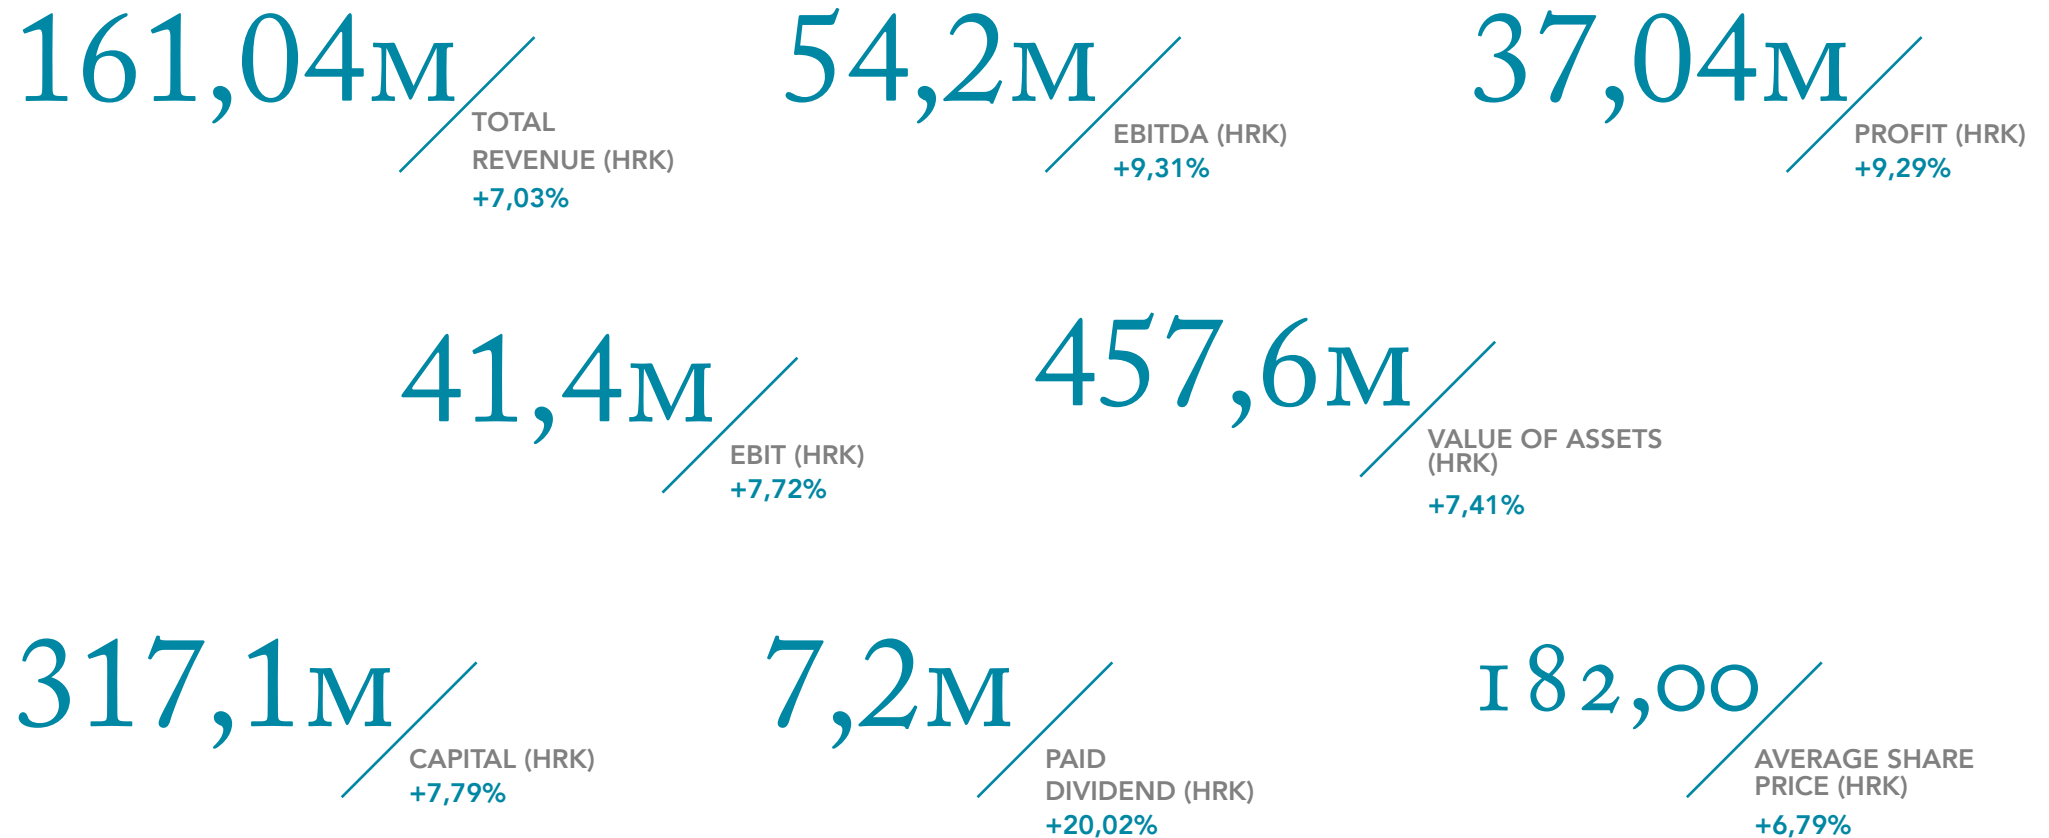 161,04M
TOTAL
REVENUE (HRK)
+7,03%
54,2M
EBITDA (HRK)
+9,31%
37,04M
PROFIT (HRK)
+9,29%
41,4M
EBIT (HRK)
+7,72%
457,6M
VALUE OF ASSETS
(HRK)
+7,41%
317,1M
CAPITAL (HRK)
+7,79%
7,2M
PAID
DIVIDEND (HRK)
+20,02%
182,00
AVERAGE SHARE
PRICE (HRK)
+6,79%